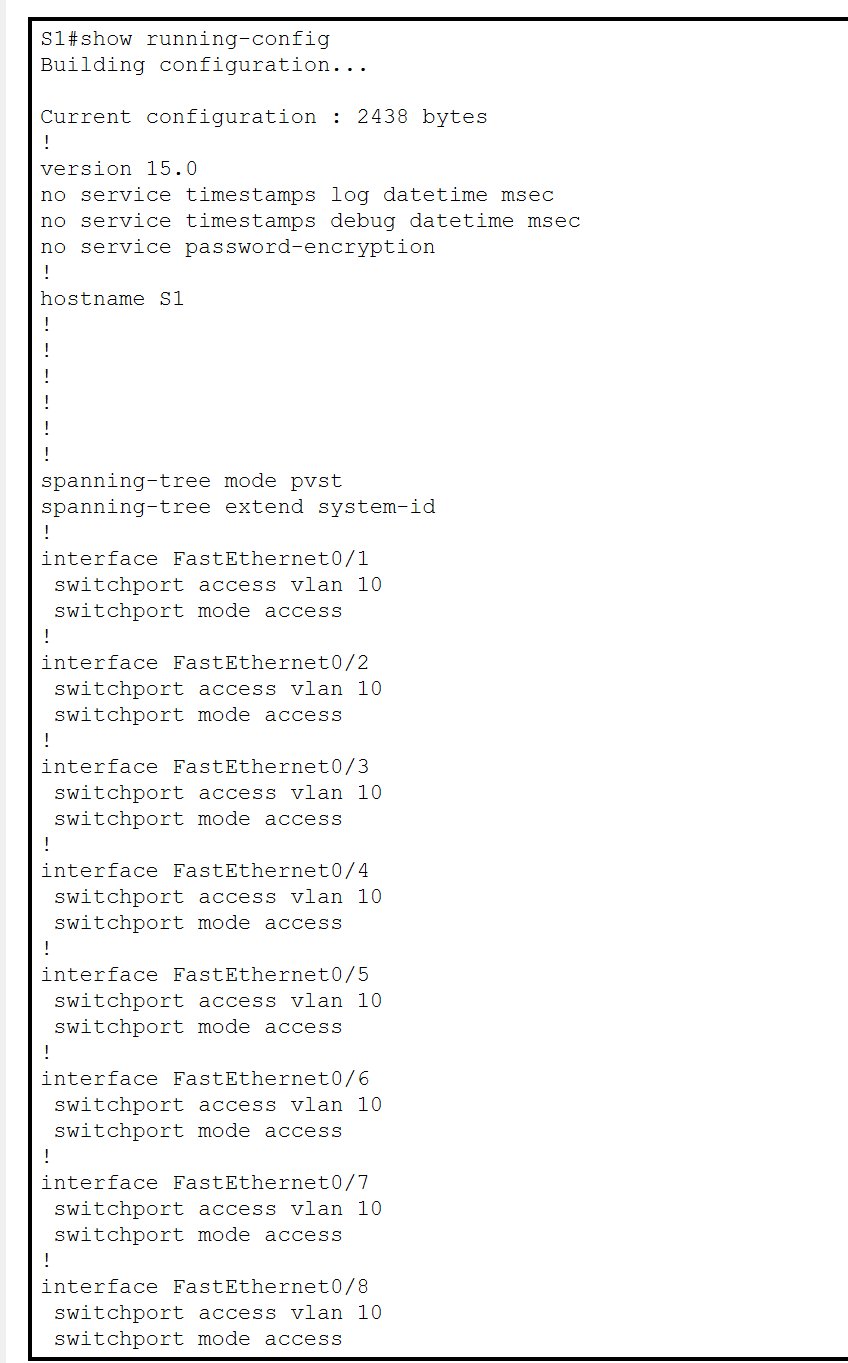 S1#show running-config
Building configuration...
Current configuration : 2438 bytes
!
version 15.0
no service timestamps log datetime msec
no service timestamps debug datetime msec
no service password-encryption
!
hostname S1
!
!
!
!
!
!
spanning-tree mode pvst
spanning-tree extend system-id
!
interface FastEthernet0/1
 switchport access vlan 10
 switchport mode access
!
interface FastEthernet0/2
 switchport access vlan 10
 switchport mode access
!
interface FastEthernet0/3
 switchport access vlan 10
 switchport mode access
!
interface FastEthernet0/4
 switchport access vlan 10
 switchport mode access
!
interface FastEthernet0/5
 switchport access vlan 10
 switchport mode access
!
interface FastEthernet0/6
 switchport access vlan 10
 switchport mode access
!
interface FastEthernet0/7
 switchport access vlan 10
 switchport mode access
!
interface FastEthernet0/8
 switchport access vlan 10
 switchport mode access